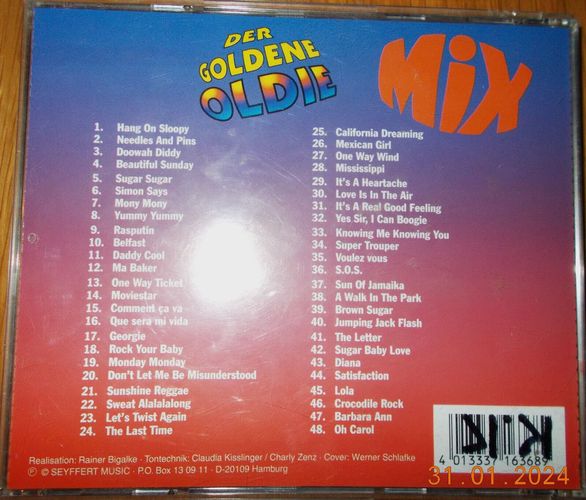 DER
GOLDENE
OLDIE
MiX
1. Hang On Sloopy
2. Needles And Pins
3. Doowah Diddy
4. Beautiful Sunday
5. Sugar Sugar
6. Simon Says
7. Mony Mony
8. Yummy Yummy
9. Rasputin
10. Belfast
11. Daddy Cool
12. Ma Baker
13. One Way Ticket
14. Moviestar
15. Comment ça va
16. Que sera mi vida
17. Georgie
18. Rock Your Baby
19. Monday Monday
20. Don't Let Me Be Misunderstood
21. Sunshine Reggae
22. Sweat Alalalalong
23. Let's Twist Again
24. The Last Time
25. California Dreaming
26. Mexican Girl
27. One Way Wind
28. Mississippi
29. It's A Heartache
30. Love Is In The Air
31. It's A Real Good Feeling
32. Yes Sir, I Can Boogie
33. Knowing Me Knowing You
34. Super Trouper
35. Voulez vous
36. S.O.S.
37. Sun Of Jamaika
38. A Walk In The Park
39. Brown Sugar
40. Jumping Jack Flash
41. The Letter
42. Sugar Baby Love
43. Diana
44. Satisfaction
45. Lola
46. Crocodile Rock
47. Barbara Ann
48. Oh Carol
Realisation: Rainer Bigalke · Tontechnik: Claudia Kisslinger / Charly Zenz · Cover: Werner Schlafke
℗ © SEYFFERT MUSIC · P.O. Box 13 09 11 · D-20109 Hamburg
4 013337 163689
31.01.2024